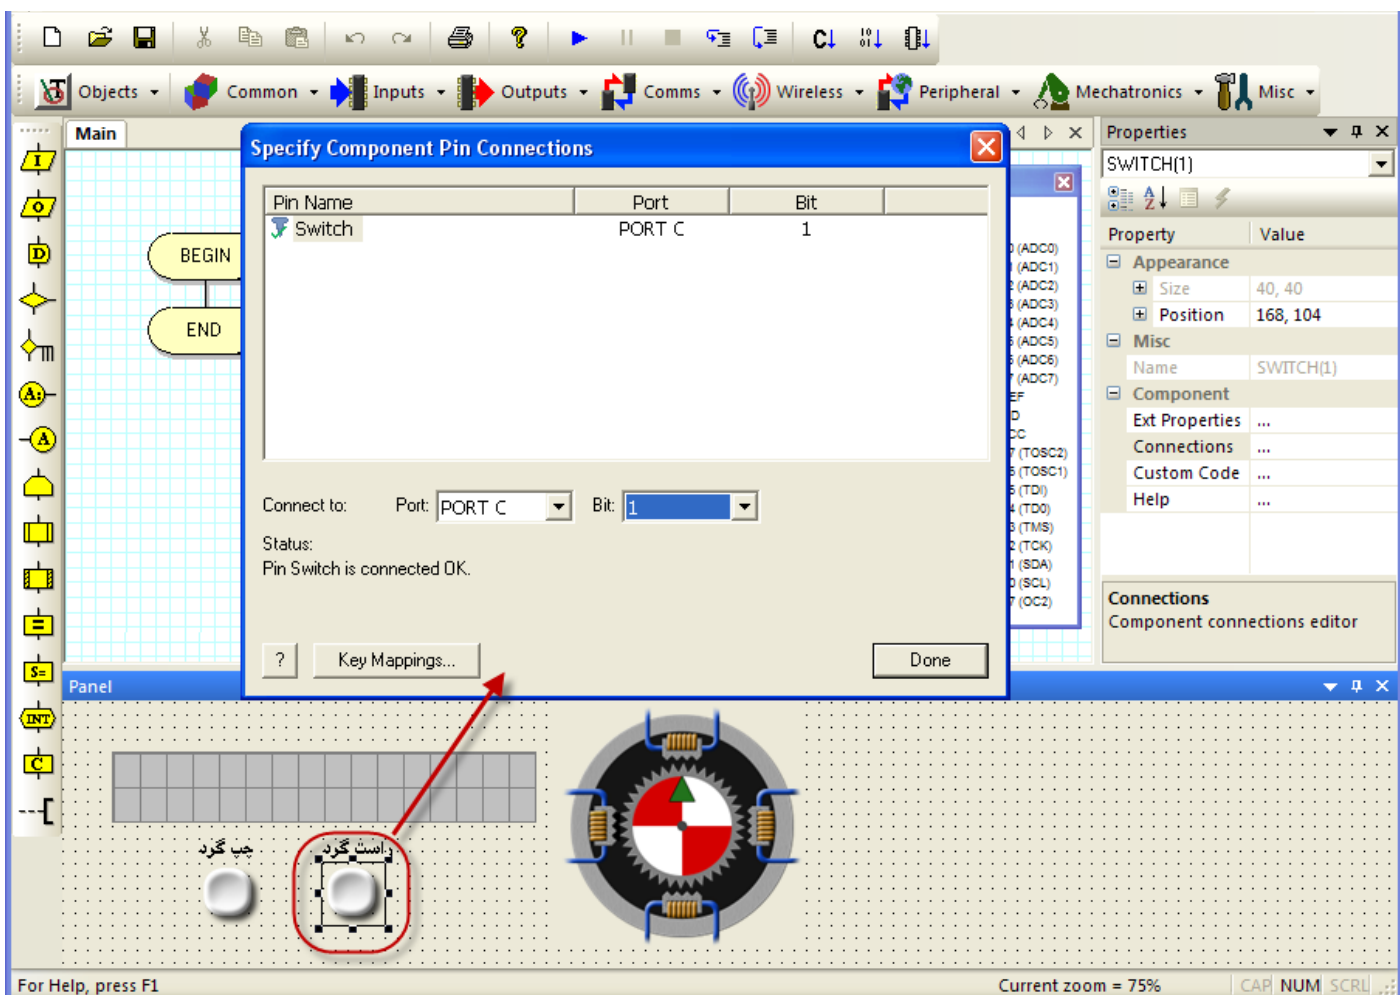 Objects Common Inputs Outputs Comms Wireless Peripheral Mechatronics Misc
Main
Specify Component Pin Connections
Pin Name Port Bit
Switch PORT C 1
Connect to: Port: PORT C Bit: 1
Status:
Pin Switch is connected OK.
? Key Mappings... Done
BEGIN
END
(ADC0)
(ADC1)
(ADC2)
(ADC3)
(ADC4)
(ADC5)
(ADC6)
(ADC7)
(TOSC2)
(TOSC1)
(TDI)
(TD0)
(TMS)
(TCK)
(SDA)
(SCL)
(OC2)
Properties
SWITCH(1)
Property Value
Appearance
Size 40, 40
Position 168, 104
Misc
Name SWITCH(1)
Component
Ext Properties ...
Connections ...
Custom Code ...
Help ...
Connections
Component connections editor
Panel
چپ گرد
راست گرد
For Help, press F1
Current zoom = 75% CAP NUM SCRL